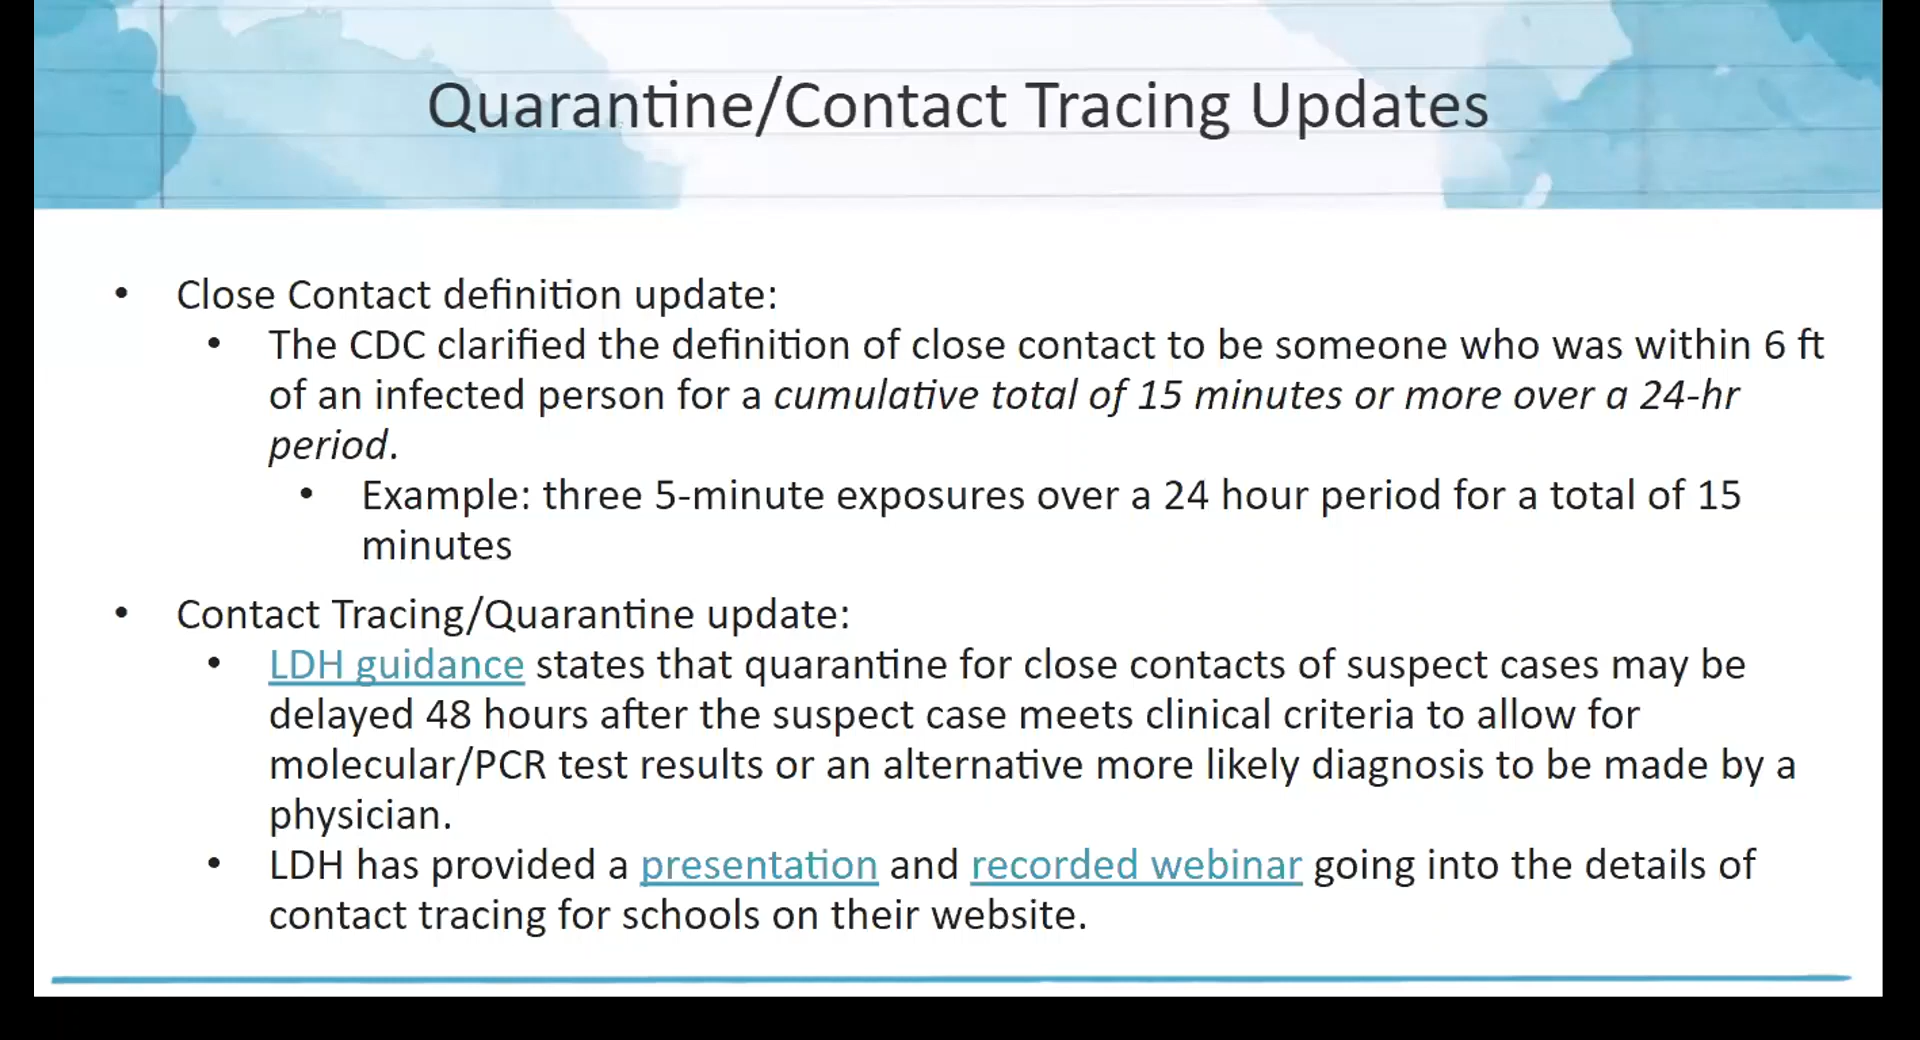 Quarantine/Contact Tracing Updates
• Close Contact definition update:
• The CDC clarified the definition of close contact to be someone who was within 6 ft
of an infected person for a cumulative total of 15 minutes or more over a 24-hr
period.
• Example: three 5-minute exposures over a 24 hour period for a total of 15
minutes
• Contact Tracing/Quarantine update:
• LDH guidance states that quarantine for close contacts of suspect cases may be
delayed 48 hours after the suspect case meets clinical criteria to allow for
molecular/PCR test results or an alternative more likely diagnosis to be made by a
physician.
• LDH has provided a presentation and recorded webinar going into the details of
contact tracing for schools on their website.